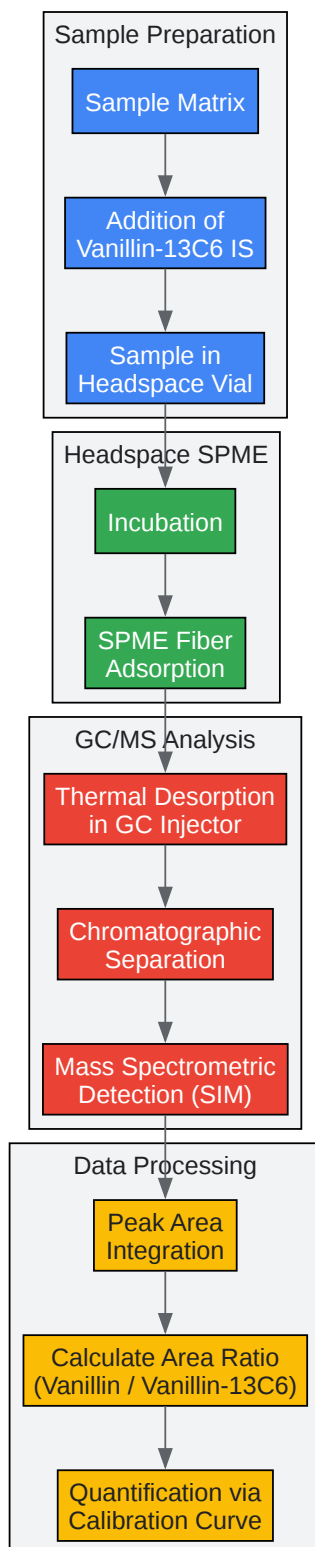 Sample Preparation
Sample Matrix
Addition of
Vanillin-13C6 IS
Sample in
Headspace Vial
Headspace SPME
Incubation
SPME Fiber
Adsorption
GC/MS Analysis
Thermal Desorption
in GC Injector
Chromatographic
Separation
Mass Spectrometric
Detection (SIM)
Data Processing
Peak Area
Integration
Calculate Area Ratio
(Vanillin / Vanillin-13C6)
Quantification via
Calibration Curve